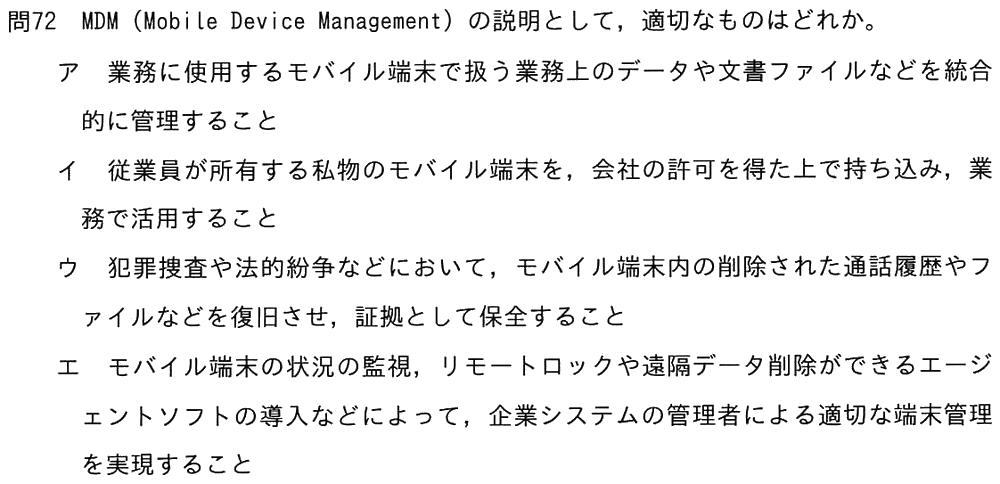 問72 MDM (Mobile Device Management) の説明として，適切なものはどれか。
ア 業務に使用するモバイル端末で扱う業務上のデータや文書ファイルなどを統合
的に管理すること
イ 従業員が所有する私物のモバイル端末を，会社の許可を得た上で持ち込み，業
務で活用すること
ウ 犯罪捜査や法的紛争などにおいて，モバイル端末内の削除された通話履歴やフ
ァイルなどを復旧させ，証拠として保全すること
エ モバイル端末の状況の監視，リモートロックや遠隔データ削除ができるエージ
ェントソフトの導入などによって，企業システムの管理者による適切な端末管理
を実現すること